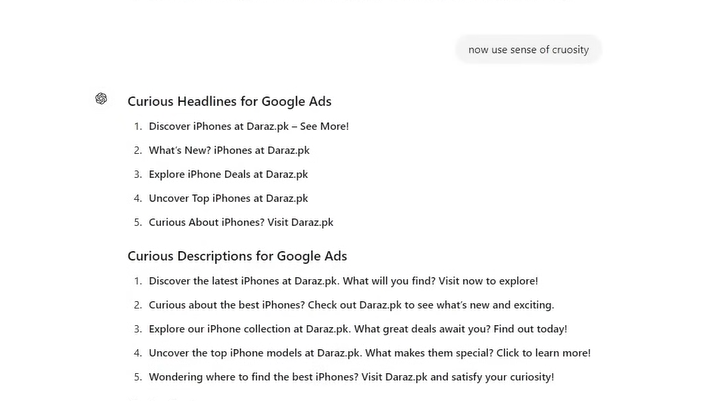 now use sense of cruosity
Curious Headlines for Google Ads
1. Discover iPhones at Daraz.pk – See More!
2. What's New? iPhones at Daraz.pk
3. Explore iPhone Deals at Daraz.pk
4. Uncover Top iPhones at Daraz.pk
5. Curious About iPhones? Visit Daraz.pk
Curious Descriptions for Google Ads
1. Discover the latest iPhones at Daraz.pk. What will you find? Visit now to explore!
2. Curious about the best iPhones? Check out Daraz.pk to see what's new and exciting.
3. Explore our iPhone collection at Daraz.pk. What great deals await you? Find out today!
4. Uncover the top iPhone models at Daraz.pk. What makes them special? Click to learn more!
5. Wondering where to find the best iPhones? Visit Daraz.pk and satisfy your curiosity!